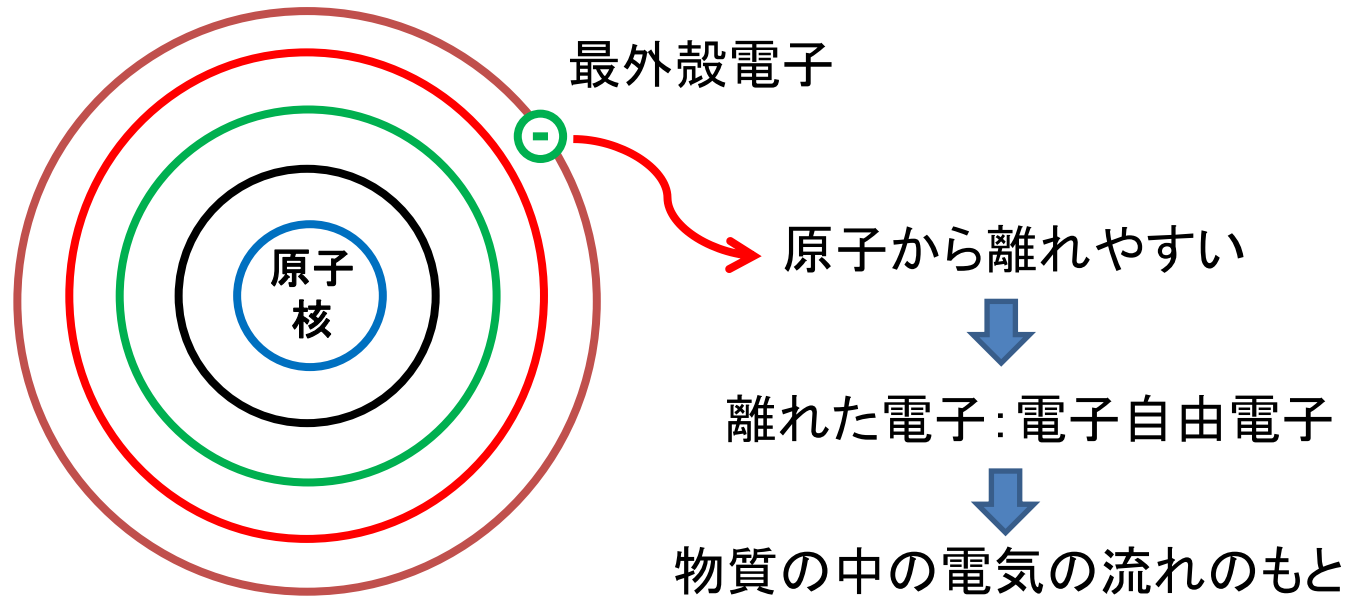 最外殻電子
-
原子
核
原子から離れやすい
離れた電子:電子自由電子
物質の中の電気の流れのもと